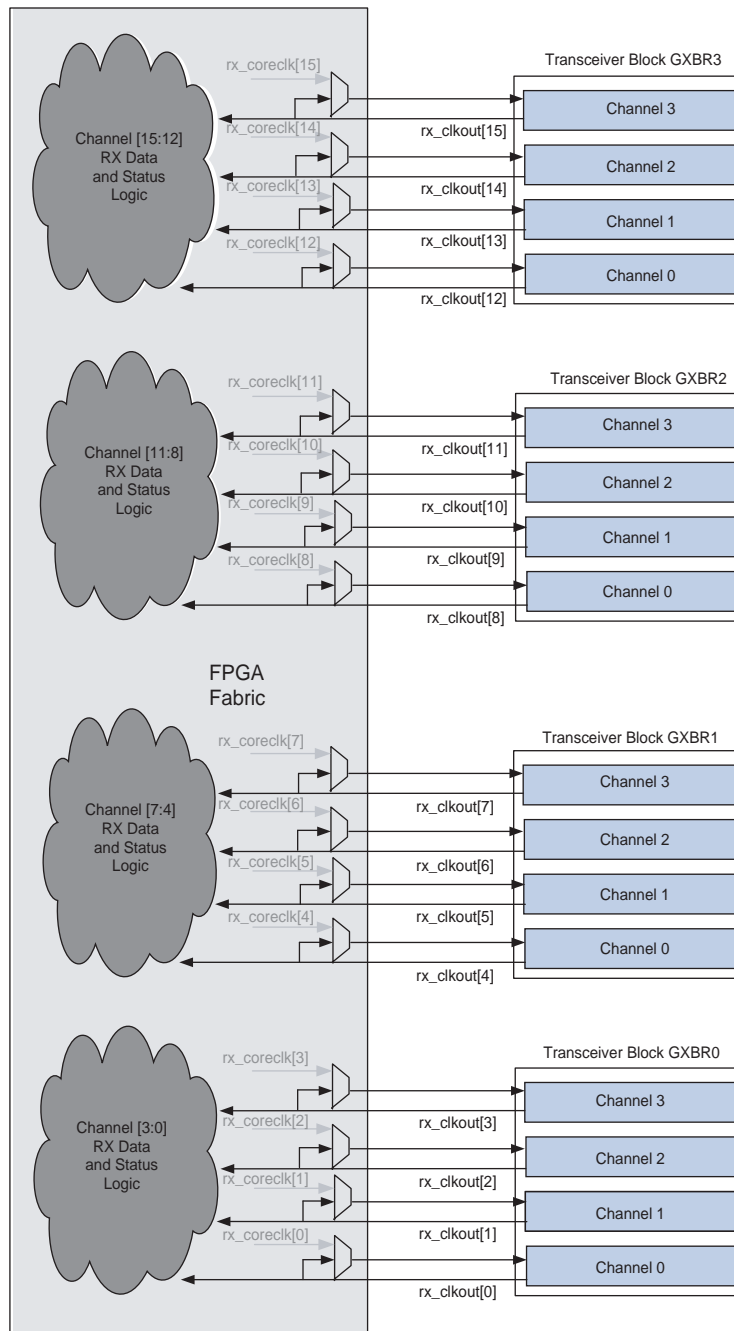 Transceiver Block GXBR3
rx_coreclk[15]
Channel 3
rx_clkout[15]
rx_coreclk[14]
Channel [15:12]
RX Data
and Status
Logic
Channel 2
rx_clkout[14]
rx_coreclk[13]
Channel 1
rx_clkout[13]
rx_coreclk[12]
Channel 0
rx_clkout[12]
Transceiver Block GXBR2
rx_coreclk[11]
Channel 3
rx_clkout[11]
rx_coreclk[10]
Channel [11:8]
RX Data
and Status
Logic
Channel 2
rx_clkout[10]
rx_coreclk[9]
Channel 1
rx_clkout[9]
rx_coreclk[8]
Channel 0
rx_clkout[8]
FPGA
Fabric
Transceiver Block GXBR1
rx_coreclk[7]
Channel 3
rx_clkout[7]
rx_coreclk[6]
Channel [7:4]
RX Data
and Status
Logic
Channel 2
rx_clkout[6]
rx_coreclk[5]
Channel 1
rx_clkout[5]
rx_coreclk[4]
Channel 0
rx_clkout[4]
Transceiver Block GXBR0
rx_coreclk[3]
Channel 3
rx_clkout[3]
rx_coreclk[2]
Channel [3:0]
RX Data
and Status
Logic
Channel 2
rx_clkout[2]
rx_coreclk[1]
Channel 1
rx_clkout[1]
rx_coreclk[0]
Channel 0
rx_clkout[0]